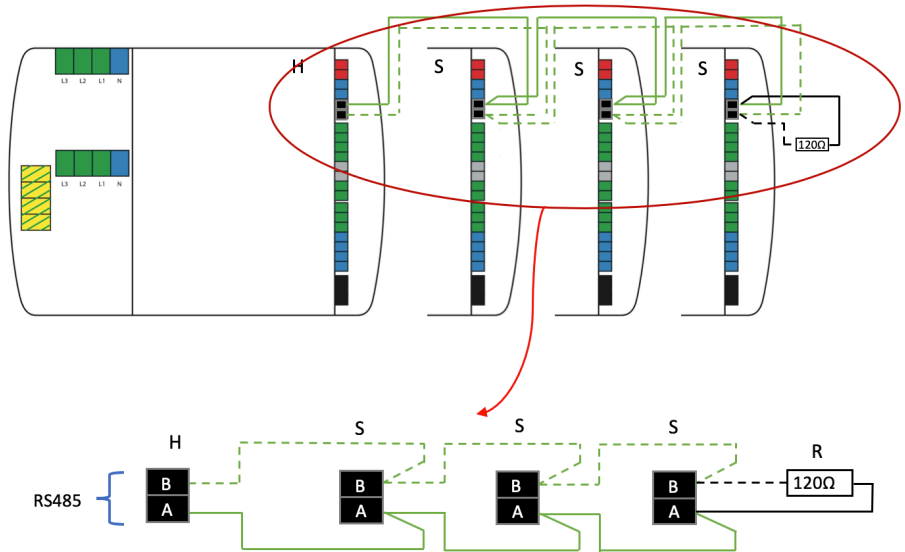 H S S S
L3 L2 L1 N
120Ω
L3 L2 L1 N
H S S S R
B B B B 120Ω
RS485
A A A A